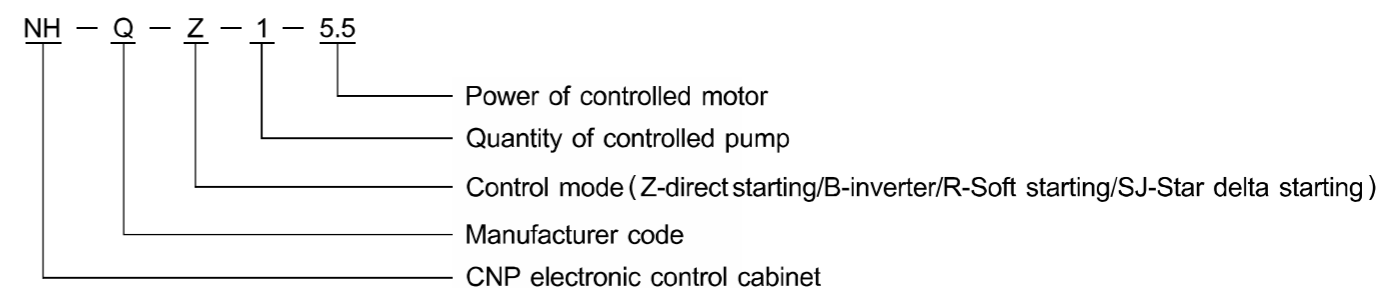 NH — Q — Z — 1 — 5.5
Power of controlled motor
Quantity of controlled pump
Control mode (Z-direct starting/B-inverter/R-Soft starting/SJ-Star delta starting)
Manufacturer code
CNP electronic control cabinet